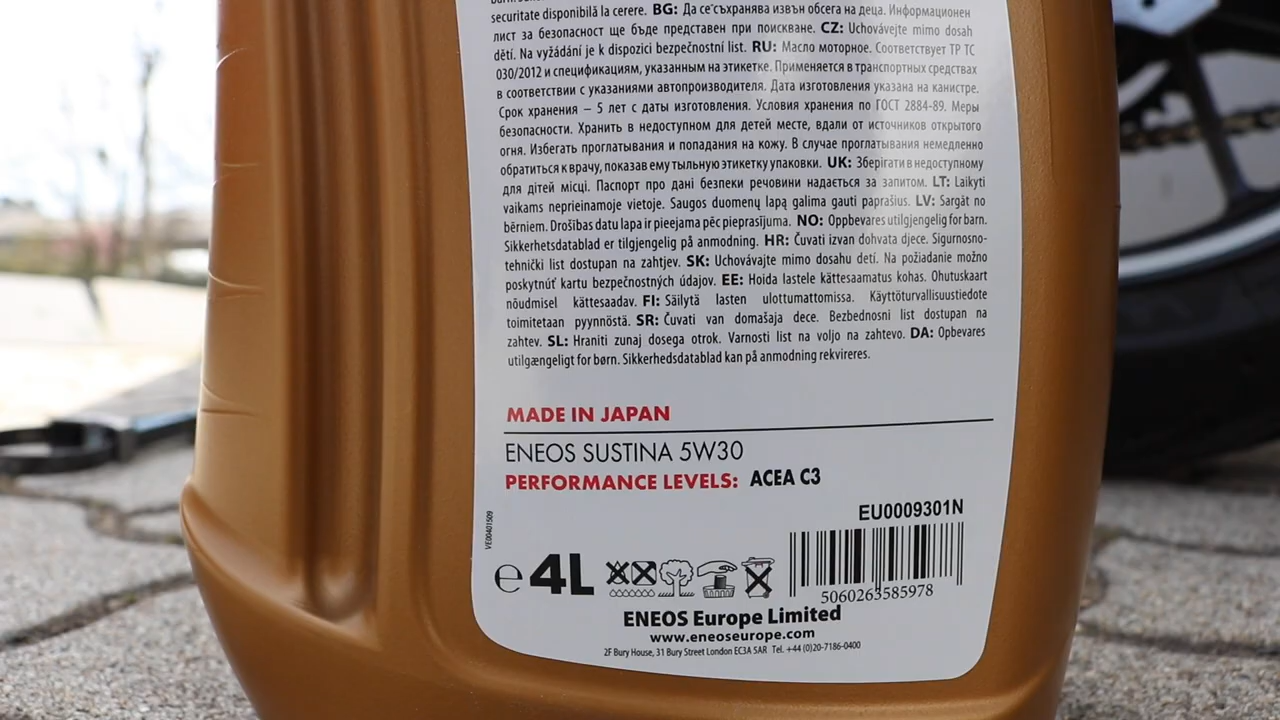 securitate disponibilă la cerere. BG: Да се съхранява извън обсега на деца. Информационен
лист за безопасност ще бъде представен при поискване. CZ: Uchovávejte mimo dosah
dětí. Na vyžádání je k dispozici bezpečnostní list. RU: Масло моторное. Соответствует ТР ТС
030/2012 и спецификациям, указанным на этикетке. Применяется в транспортных средствах
в соответствии с указаниями автопроизводителя. Дата изготовления указана на канистре.
Срок хранения – 5 лет с даты изготовления. Условия хранения по ГОСТ 2884-89. Меры
безопасности. Хранить в недоступном для детей месте, вдали от источников открытого
огня. Избегать проглатывания и попадания на кожу. В случае проглатывания немедленно
обратиться к врачу, показав ему тыльную этикетку упаковки. UK: Зберігати в недоступному
для дітей місці. Паспорт про дані безпеки речовини надається за запитом. LT: Laikyti
vaikams neprieinamoje vietoje. Saugos duomenų lapą galima gauti paprašius. LV: Sargāt no
bērniem. Drošības datu lapa ir pieejama pēc pieprasījuma. NO: Oppbevares utilgjengelig for barn.
Sikkerhetsdatablad er tilgjengelig på anmodning. HR: Čuvati izvan dohvata djece. Sigurnosno-
tehnički list dostupan na zahtjev. SK: Uchovávajte mimo dosahu detí. Na požiadanie možno
poskytnúť kartu bezpečnostných údajov. EE: Hoida lastele kättesaamatus kohas. Ohutuskaart
nõudmisel kättesaadav. FI: Säilytä lasten ulottumattomissa. Käyttöturvallisuustiedote
toimitetaan pyynnöstä. SR: Čuvati van domašaja dece. Bezbednosni list dostupan na
zahtev. SL: Hraniti zunaj dosega otrok. Varnosti list na voljo na zahtevo. DA: Opbevares
utilgængeligt for børn. Sikkerhedsdatablad kan på anmodning rekvireres.
MADE IN JAPAN
ENEOS SUSTINA 5W30
PERFORMANCE LEVELS: ACEA C3
EU0009301N
VE00401509
℮ 4L
5060263585978
ENEOS Europe Limited
www.eneoseurope.com
2F Bury House, 31 Bury Street London EC3A 5AR Tel. +44 (0)20-7186-0400